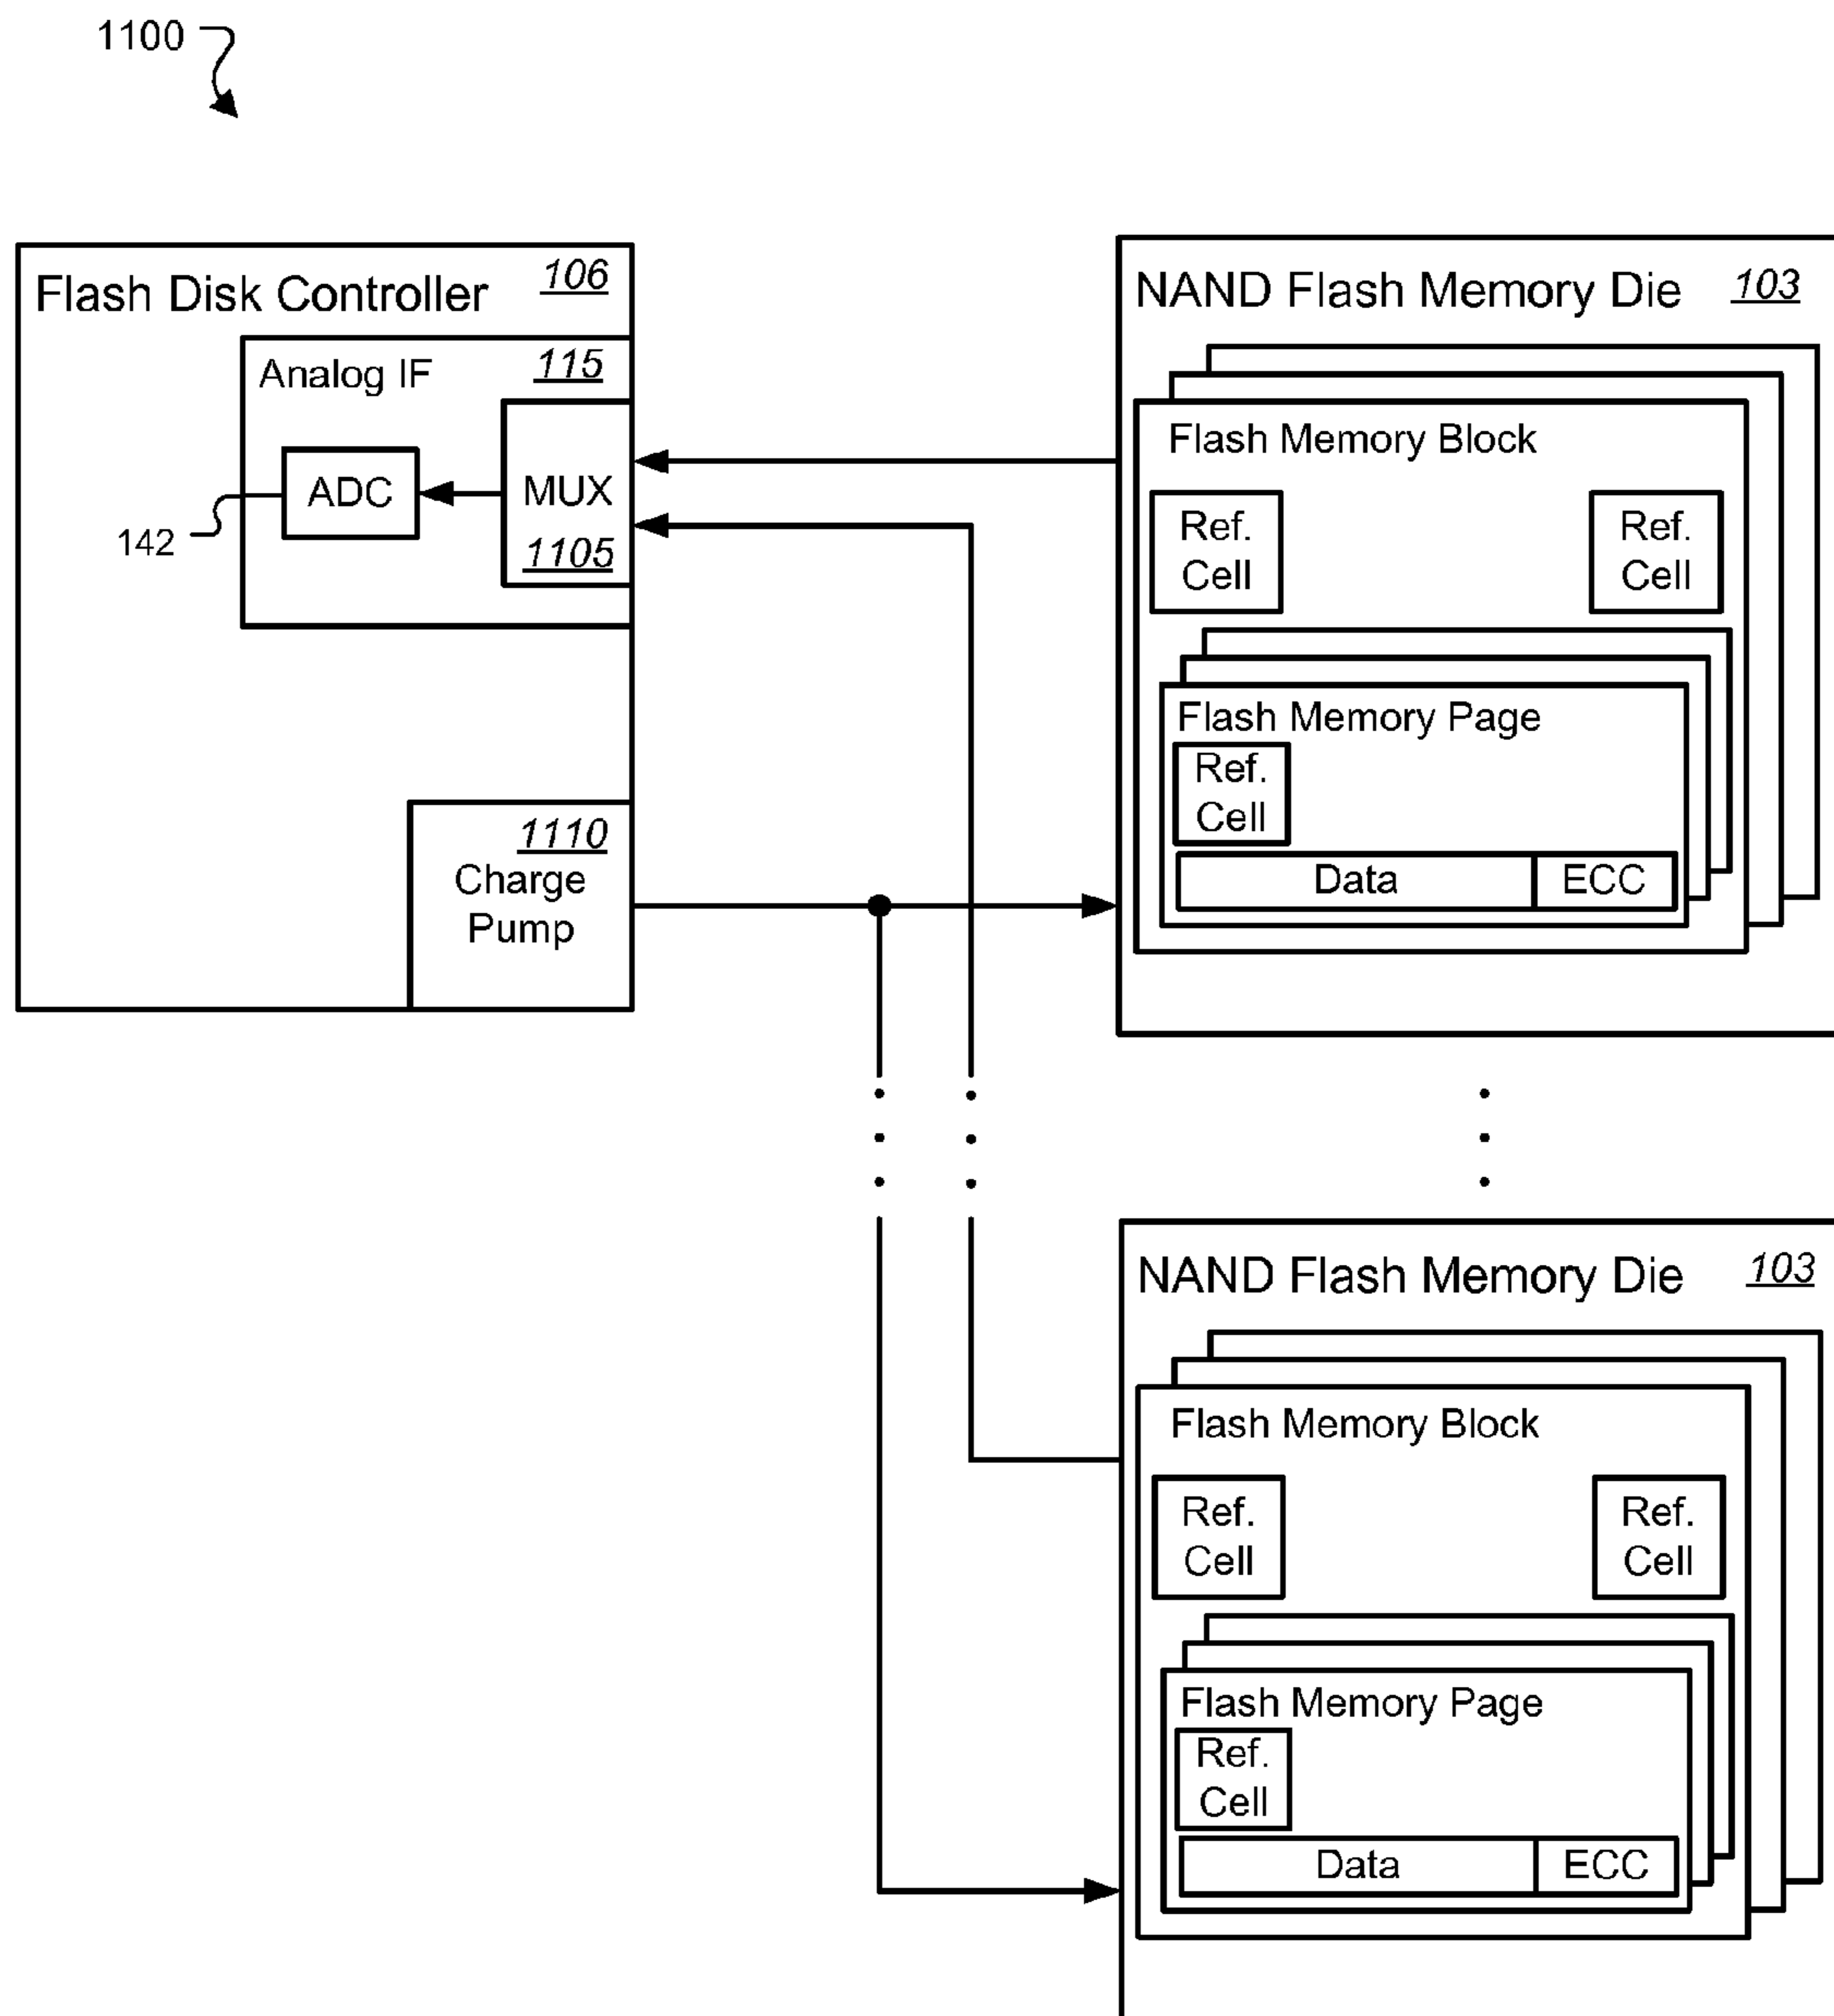 1100
Flash Disk Controller 106
Analog IF 115
ADC
MUX
1105
142
1110
Charge
Pump
NAND Flash Memory Die 103
Flash Memory Block
Ref.
Cell
Ref.
Cell
Flash Memory Page
Ref.
Cell
Data
ECC
NAND Flash Memory Die 103
Flash Memory Block
Ref.
Cell
Ref.
Cell
Flash Memory Page
Ref.
Cell
Data
ECC